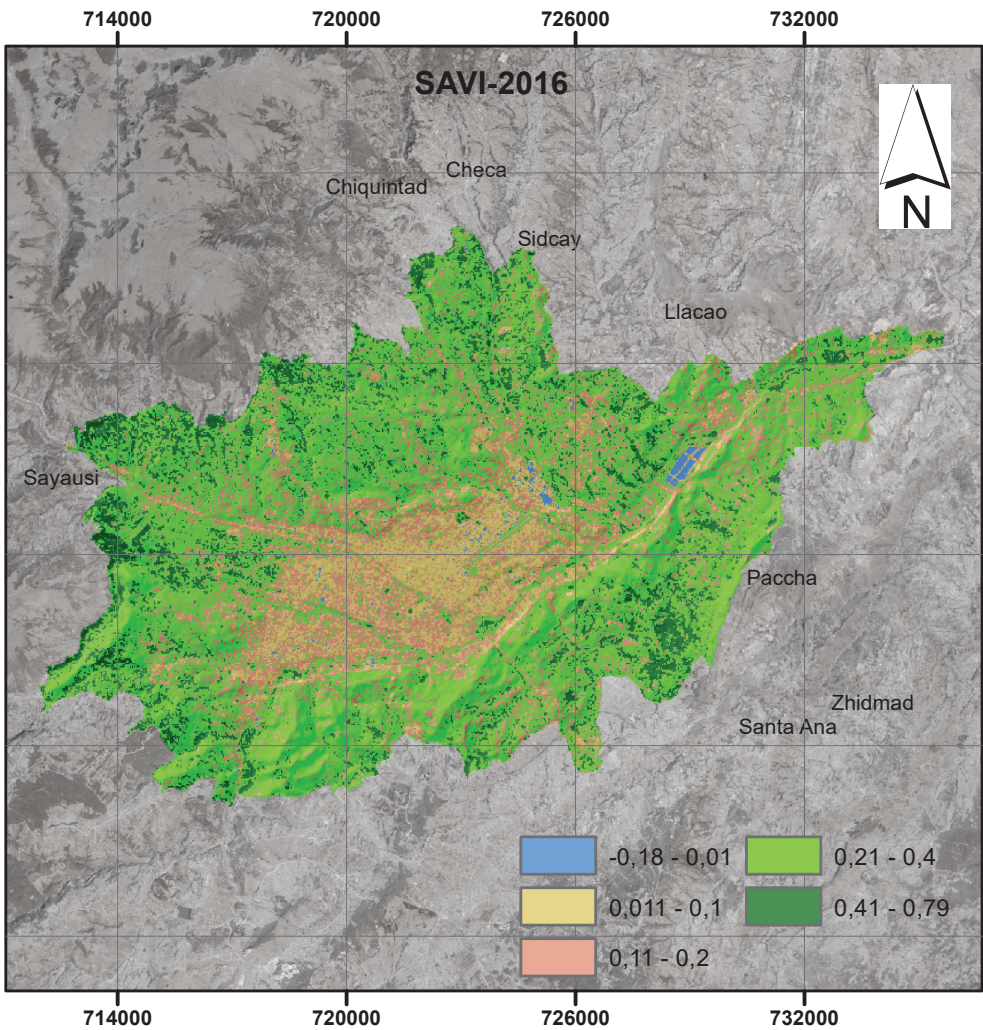 714000 720000 726000 732000
SAVI-2016
N
Checa
Chiquintad
Sidcay
Llacao
Sayausi
Paccha
Zhidmad
Santa Ana
-0,18 - 0,01
0,21 - 0,4
0,011 - 0,1
0,41 - 0,79
0,11 - 0,2
714000 720000 726000 732000